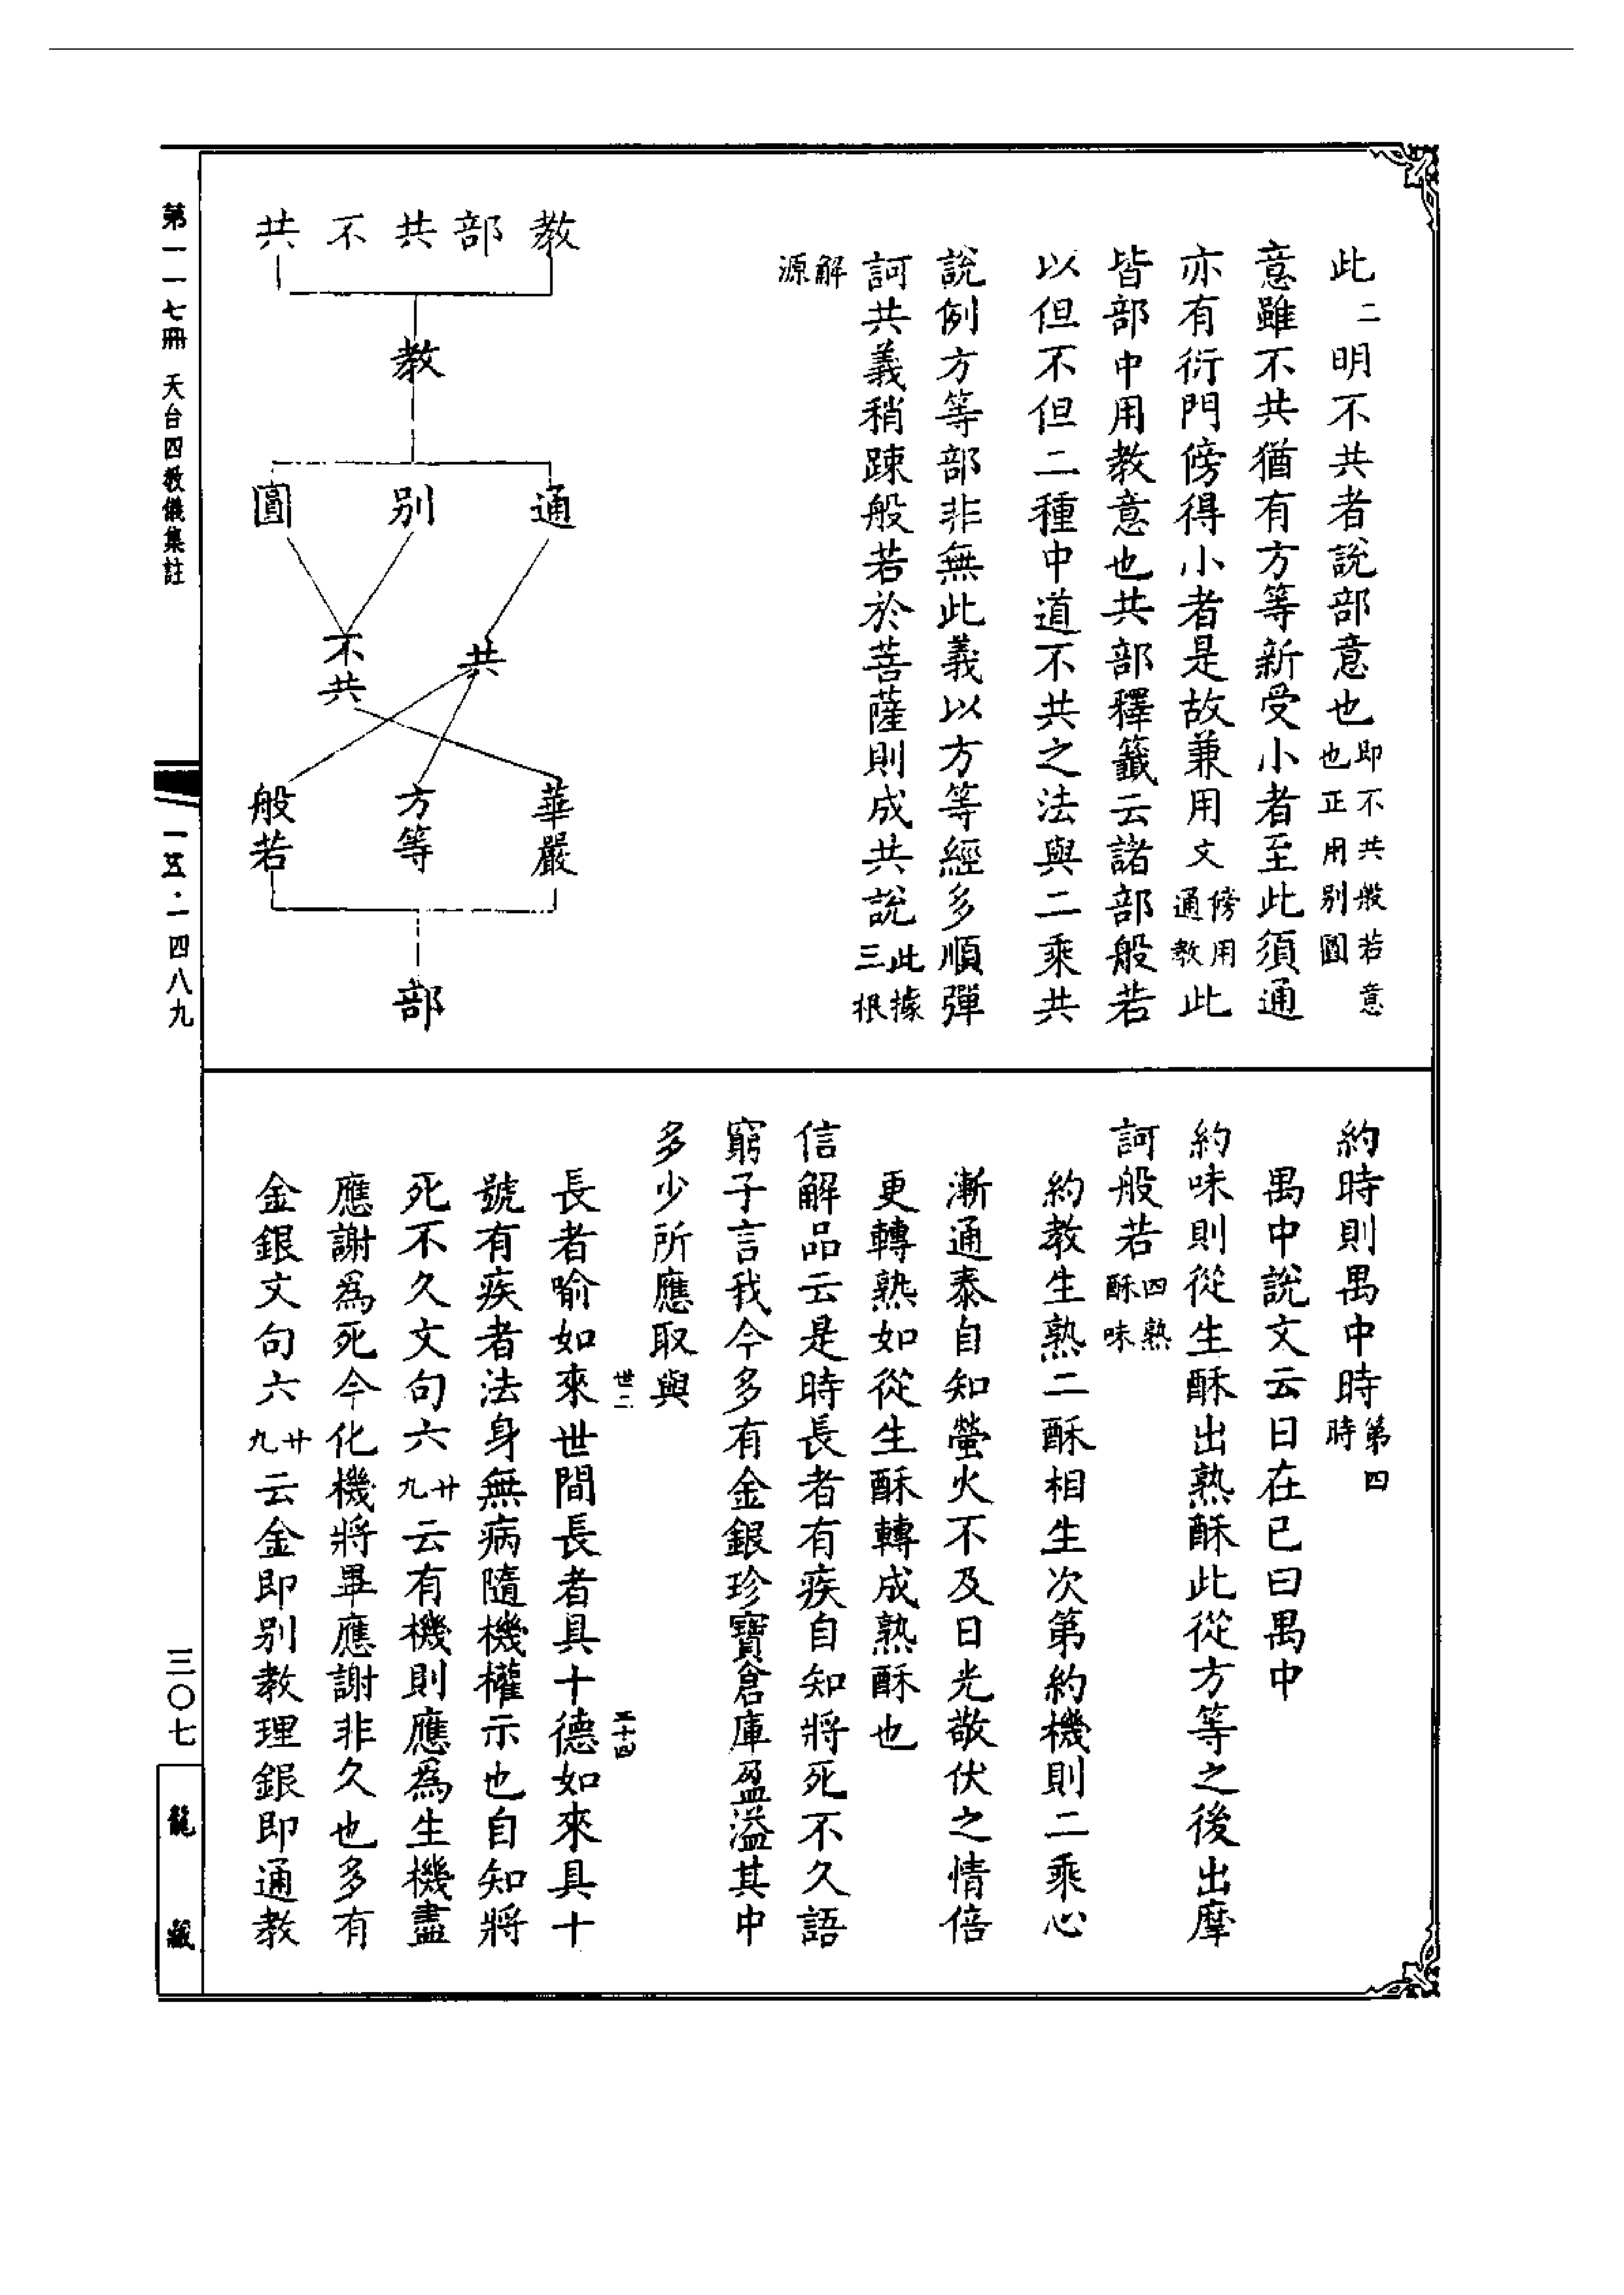 此二明不共者說部意也即不共般若意也正用别圓
意雖不共猶有方等新受小者至此須通
亦有衍門傍得小者是故兼用文傍用通教此
皆部中用教意也共部釋籤云諸部般若
以但不但二種中道不共之法與二乘共
說例方等部非無此義以方等經多順彈
訶共義稍踈般若於菩薩則成共說此據三根
解源
教部共不共
教
通 别 圓
共 不共
華嚴 方等 般若
部
約時則禺中時第四時
禺中說文云日在巳曰禺中
約味則從生酥出熟酥此從方等之後出摩
訶般若四熟酥味
約教生熟二酥相生次第約機則二乘心
漸通泰自知螢火不及日光敬伏之情倍
更轉熟如從生酥轉成熟酥也
信解品云是時長者有疾自知將死不久語
窮子言我今多有金銀珍寶倉庫盈溢其中
多少所應取與
世二 三十四
長者喻如來世間長者具十德如來具十
號有疾者法身無病隨機權示也自知將
死不久文句六廿九云有機則應為生機盡
應謝為死今化機將畢應謝非久也多有
金銀文句六廿九云金即别教理銀即通教
第一一七冊 天台四教儀集註
一五·一四八九
三〇七
龍藏